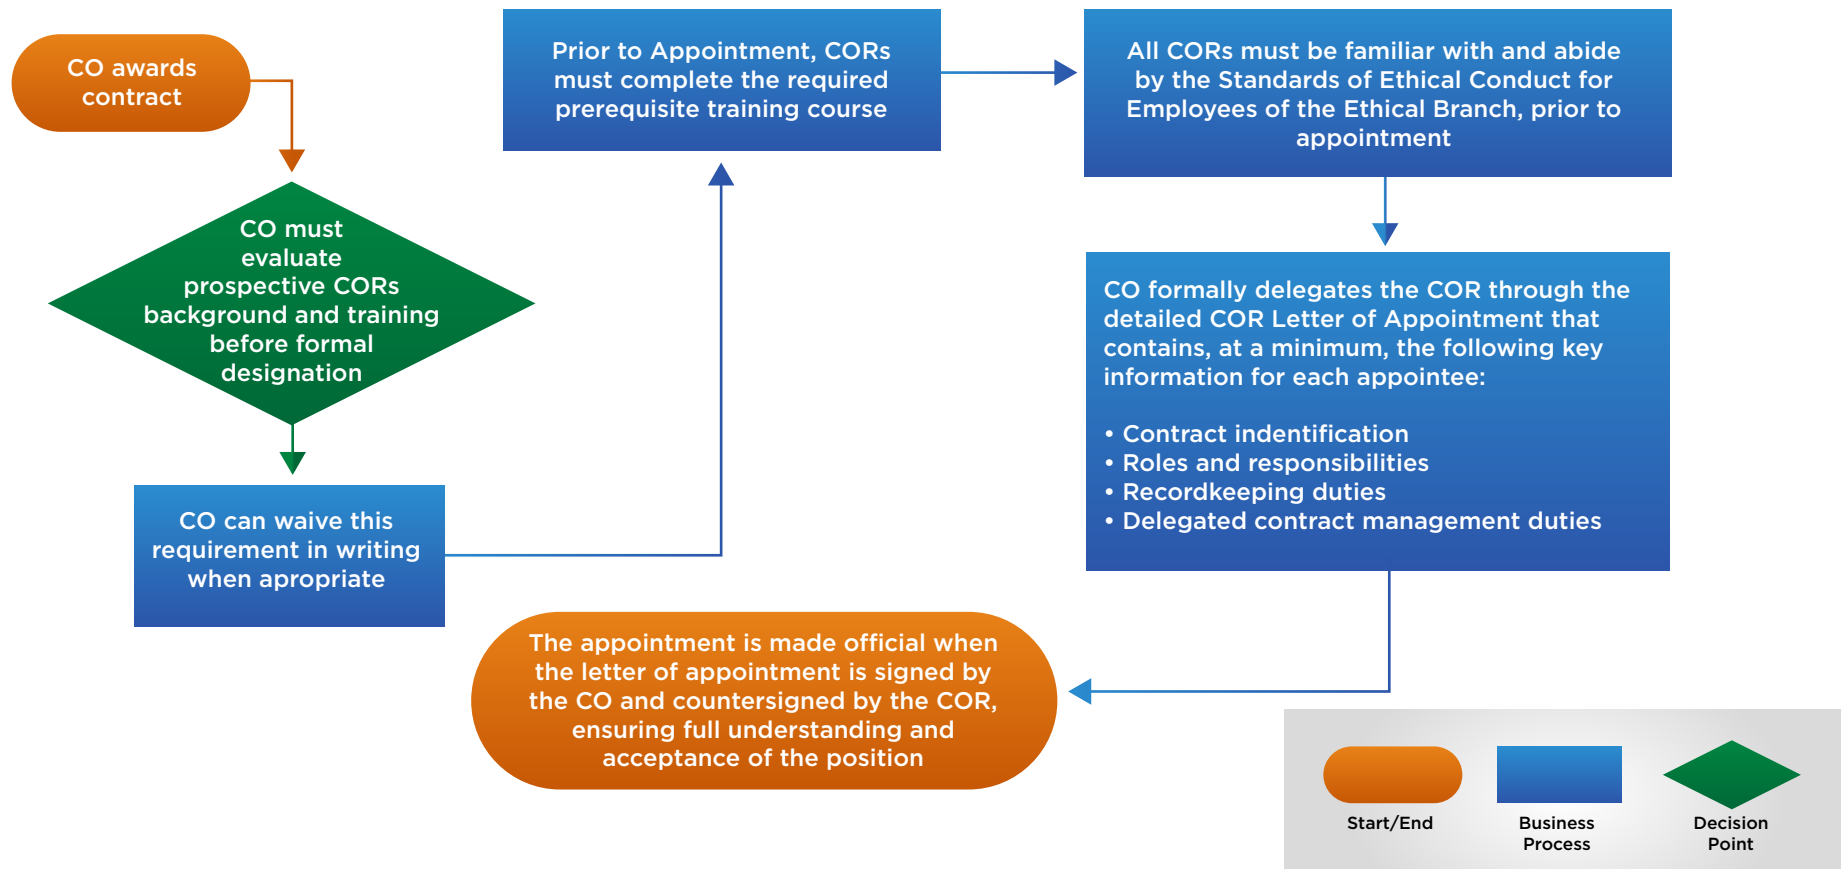 CO awards
contract
CO must
evaluate
prospective CORs
background and training
before formal
designation
CO can waive this
requirement in writing
when apropriate
Prior to Appointment, CORs
must complete the required
prerequisite training course
All CORs must be familiar with and abide
by the Standards of Ethical Conduct for
Employees of the Ethical Branch, prior to
appointment
CO formally delegates the COR through the
detailed COR Letter of Appointment that
contains, at a minimum, the following key
information for each appointee:
• Contract indentification
• Roles and responsibilities
• Recordkeeping duties
• Delegated contract management duties
The appointment is made official when
the letter of appointment is signed by
the CO and countersigned by the COR,
ensuring full understanding and
acceptance of the position
Start/End
Business
Process
Decision
Point